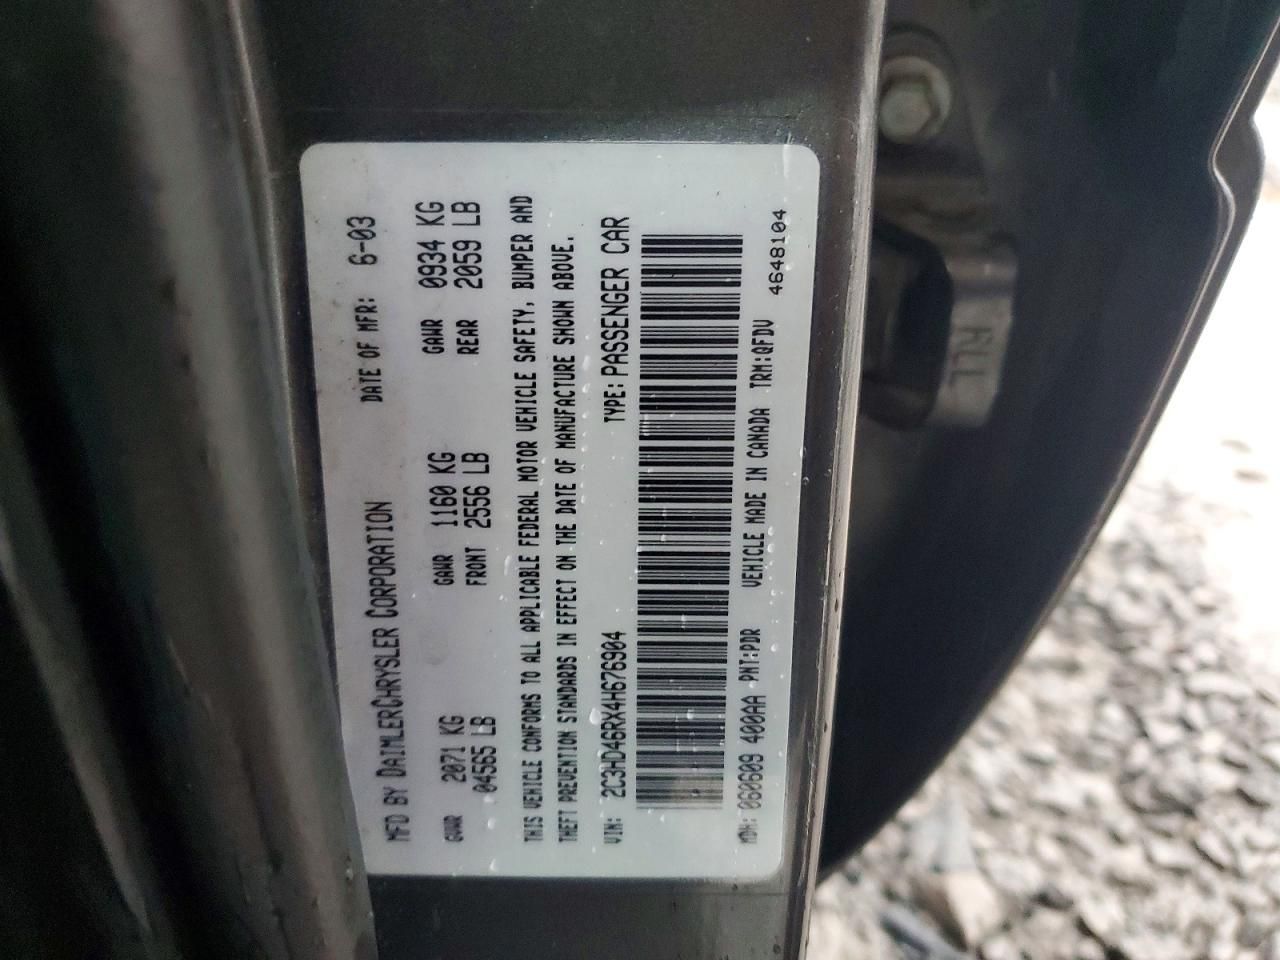 MFD BY DAIMLERCHRYSLER CORPORATION DATE OF MFR: 6-03
GVWR 2071 KG GAWR 1160 KG GAWR 0934 KG
04565 LB FRONT 2556 LB REAR 2059 LB
THIS VEHICLE CONFORMS TO ALL APPLICABLE FEDERAL MOTOR VEHICLE SAFETY, BUMPER AND
THEFT PREVENTION STANDARDS IN EFFECT ON THE DATE OF MANUFACTURE SHOWN ABOVE.
VIN: 2C3HD46RX4H676904 TYPE: PASSENGER CAR
MDH: 060609 400AA PNT:PDR VEHICLE MADE IN CANADA TRM:QFDV 4648104